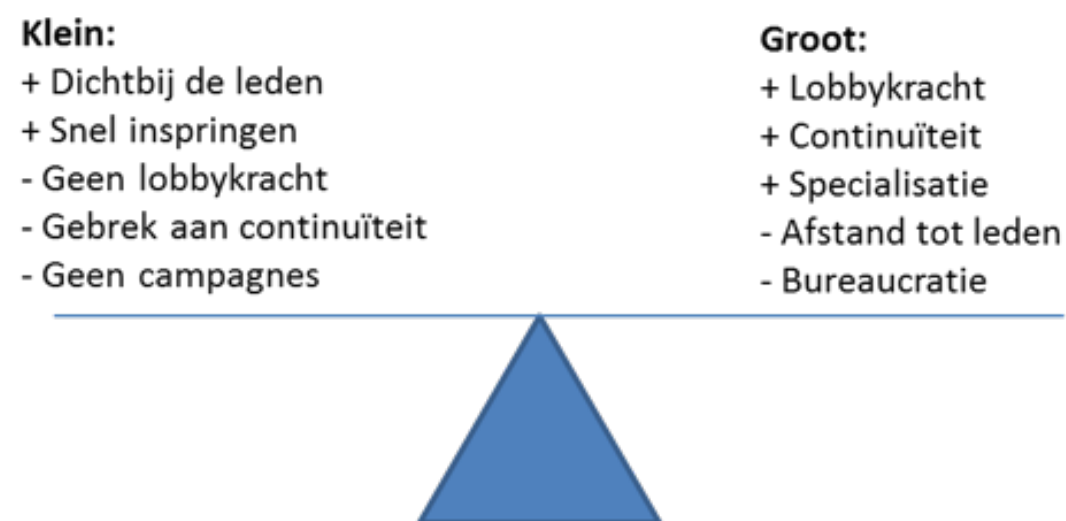 Klein:
+ Dichtbij de leden
+ Snel inspringen
- Geen lobbykracht
- Gebrek aan continuïteit
- Geen campagnes
Groot:
+ Lobbykracht
+ Continuïteit
+ Specialisatie
- Afstand tot leden
- Bureaucratie